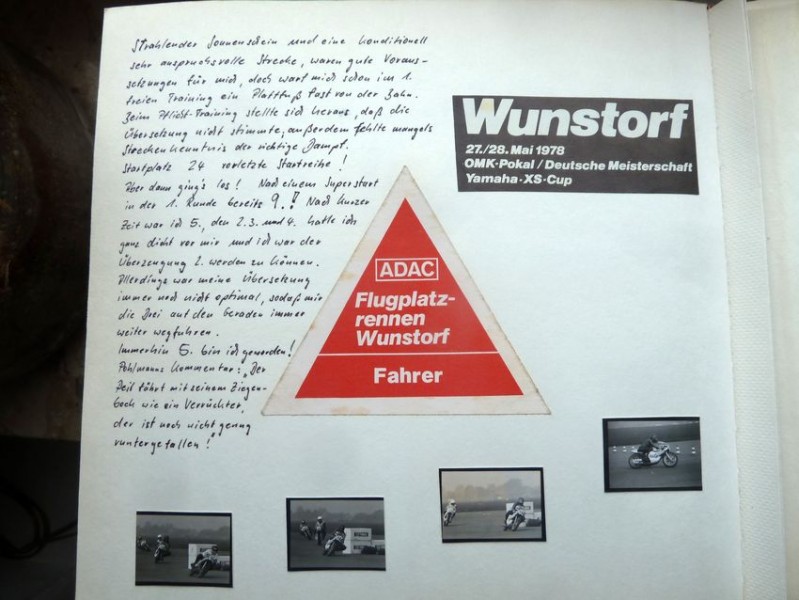 Strahlender Sonnenschein und eine konditionell
sehr anspruchsvolle Strecke, waren gute Voraus-
setzungen für mich, doch warf mich schon im 1.
freien Training ein Plattfuß fast von der Bahn.
Beim Pflicht-Training stellte sich heraus, daß die
Übersetzung nicht stimmte, außerdem fehlte mangels
Streckenkenntnis der richtige Dampf.
Startplatz 24 vorletzte Startreihe!
Aber dann ging's los! Nach einem Superstart
in der 1. Runde bereits 9.! Nach kurzer
Zeit war ich 5., den 2. 3. und 4. hatte ich
ganz dicht vor mir und ich war der
Überzeugung 2. werden zu können.
Allerdings war meine Übersetzung
immer noch nicht optimal, sodaß mir
die Drei auf den Geraden immer
weiter wegfuhren.
Immerhin 5. bin ich geworden!
Pohlmanns Kommentar: "Der
Beil fährt mit seinem Ziegen-
bock wie ein Verrückter,
der ist noch nicht genug
runtergefallen!"
Wunstorf
27./28. Mai 1978
OMK-Pokal / Deutsche Meisterschaft
Yamaha-XS-Cup
ADAC
Flugplatz-
rennen
Wunstorf
Fahrer